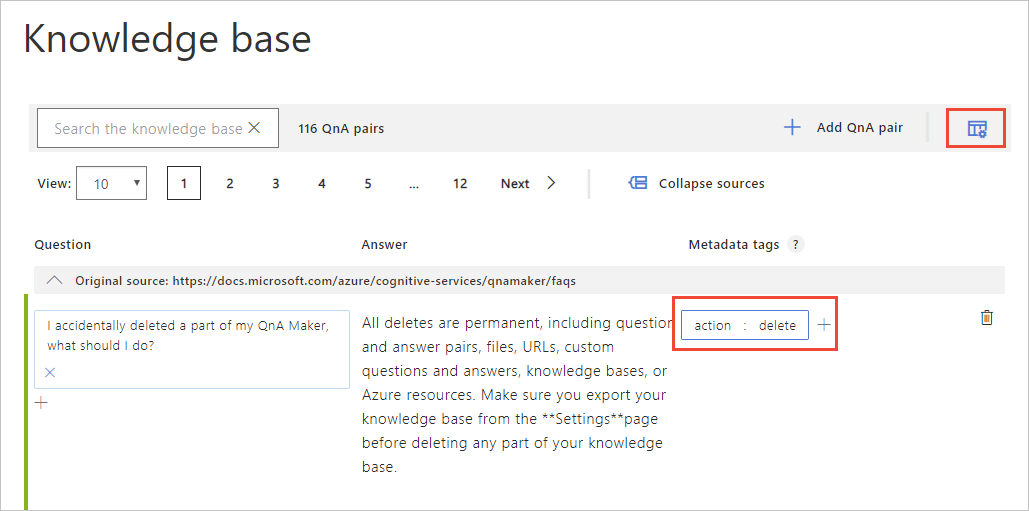 Knowledge base
Search the knowledge base
116 QnA pairs
Add QnA pair
View:
10
1
2
3
4
5
...
12
Next
Collapse sources
Question
Answer
Metadata tags
?
Original source: https://docs.microsoft.com/azure/cognitive-services/qnamaker/faqs
I accidentally deleted a part of my QnA Maker,
what should I do?
All deletes are permanent, including question
and answer pairs, files, URLs, custom
questions and answers, knowledge bases, or
Azure resources. Make sure you export your
knowledge base from the **Settings**page
before deleting any part of your knowledge
base.
action : delete